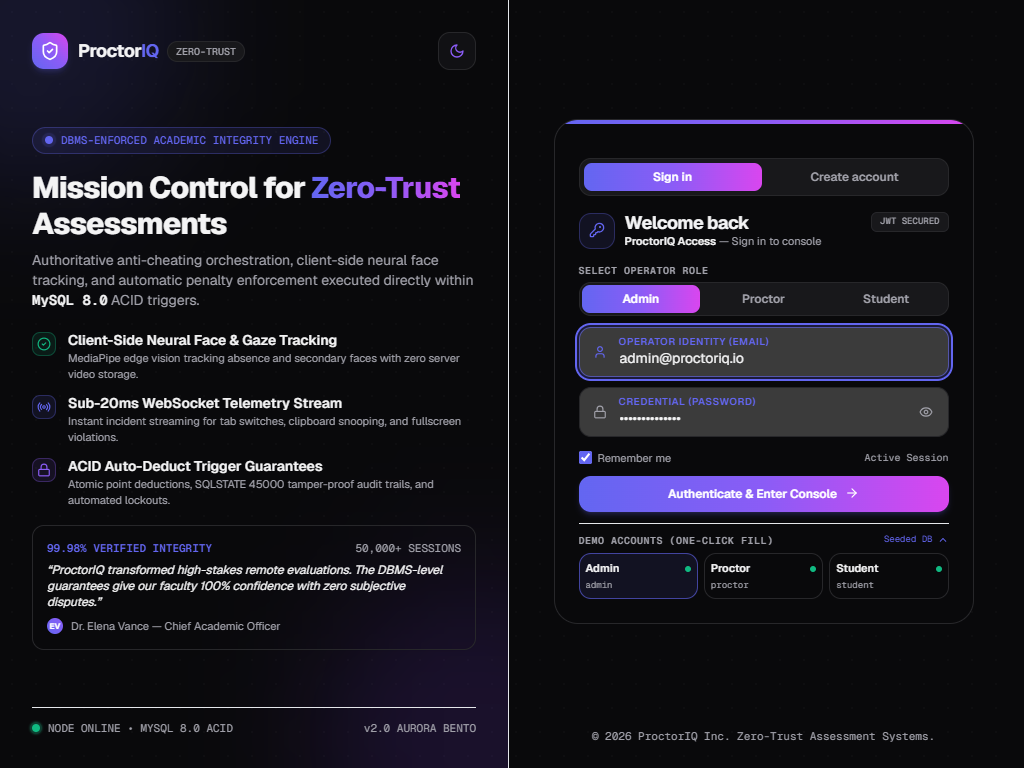 ProctorIQ ZERO-TRUST
DBMS-ENFORCED ACADEMIC INTEGRITY ENGINE
Mission Control for Zero-Trust
Assessments
Authoritative anti-cheating orchestration, client-side neural face
tracking, and automatic penalty enforcement executed directly within
MySQL 8.0 ACID triggers.
Client-Side Neural Face & Gaze Tracking
MediaPipe edge vision tracking absence and secondary faces with zero server
video storage.
Sub-20ms WebSocket Telemetry Stream
Instant incident streaming for tab switches, clipboard snooping, and fullscreen
violations.
ACID Auto-Deduct Trigger Guarantees
Atomic point deductions, SQLSTATE 45000 tamper-proof audit trails, and
automated lockouts.
99.98% VERIFIED INTEGRITY 50,000+ SESSIONS
“ProctorIQ transformed high-stakes remote evaluations. The DBMS-level
guarantees give our faculty 100% confidence with zero subjective
disputes.”
EV Dr. Elena Vance — Chief Academic Officer
NODE ONLINE • MYSQL 8.0 ACID v2.0 AURORA BENTO
Sign in Create account
Welcome back JWT SECURED
ProctorIQ Access — Sign in to console
SELECT OPERATOR ROLE
Admin Proctor Student
OPERATOR IDENTITY (EMAIL)
admin@proctoriq.io
CREDENTIAL (PASSWORD)
••••••••••••••
Remember me Active Session
Authenticate & Enter Console →
DEMO ACCOUNTS (ONE-CLICK FILL) Seeded DB
Admin Proctor Student
admin proctor student
© 2026 ProctorIQ Inc. Zero-Trust Assessment Systems.